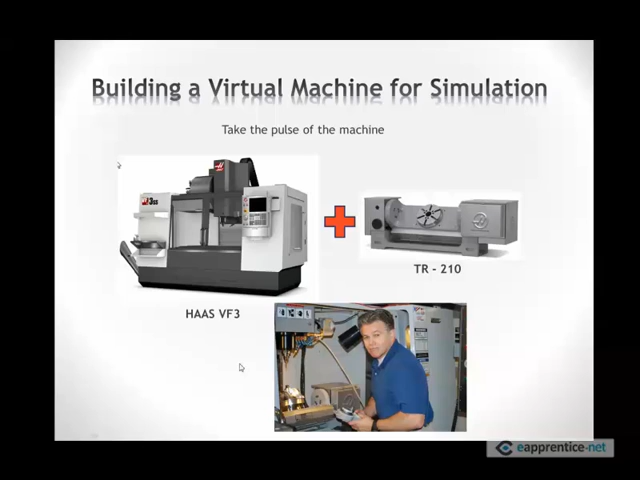 Building a Virtual Machine for Simulation
Take the pulse of the machine
TR - 210
HAAS VF3
eapprentice.net